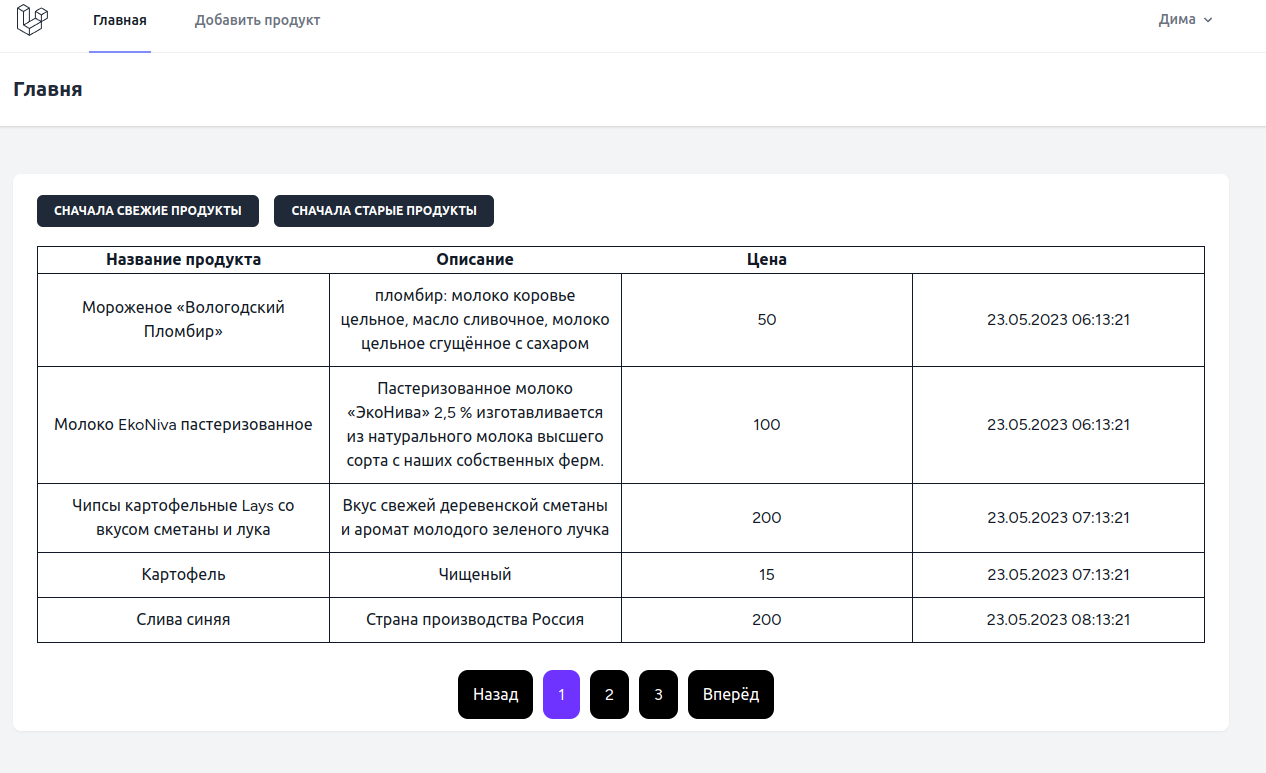 Главная Добавить продукт Дима
Главня
СНАЧАЛА СВЕЖИЕ ПРОДУКТЫ СНАЧАЛА СТАРЫЕ ПРОДУКТЫ
Название продукта Описание Цена
Мороженое «Вологодский
Пломбир»
пломбир: молоко коровье
цельное, масло сливочное, молоко
цельное сгущённое с сахаром
50
23.05.2023 06:13:21
Молоко EkoNiva пастеризованное
Пастеризованное молоко
«ЭкоНива» 2,5 % изготавливается
из натурального молока высшего
сорта с наших собственных ферм.
100
23.05.2023 06:13:21
Чипсы картофельные Lays со
вкусом сметаны и лука
Вкус свежей деревенской сметаны
и аромат молодого зеленого лучка
200
23.05.2023 07:13:21
Картофель Чищеный 15 23.05.2023 07:13:21
Слива синяя Страна производства Россия 200 23.05.2023 08:13:21
Назад 1 2 3 Вперёд